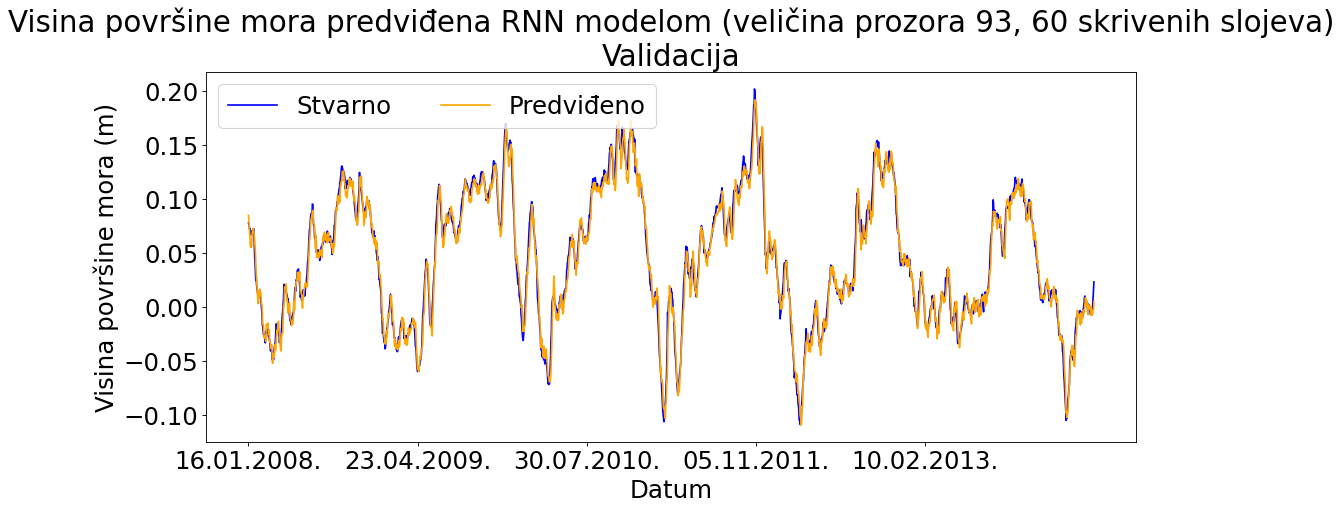 Visina površine mora predviđena RNN modelom (veličina prozora 93, 60 skrivenih slojeva)
Validacija
Stvarno
Predviđeno
Visina površine mora (m)
0.20
0.15
0.10
0.05
0.00
−0.05
−0.10
16.01.2008. 23.04.2009. 30.07.2010. 05.11.2011. 10.02.2013.
Datum